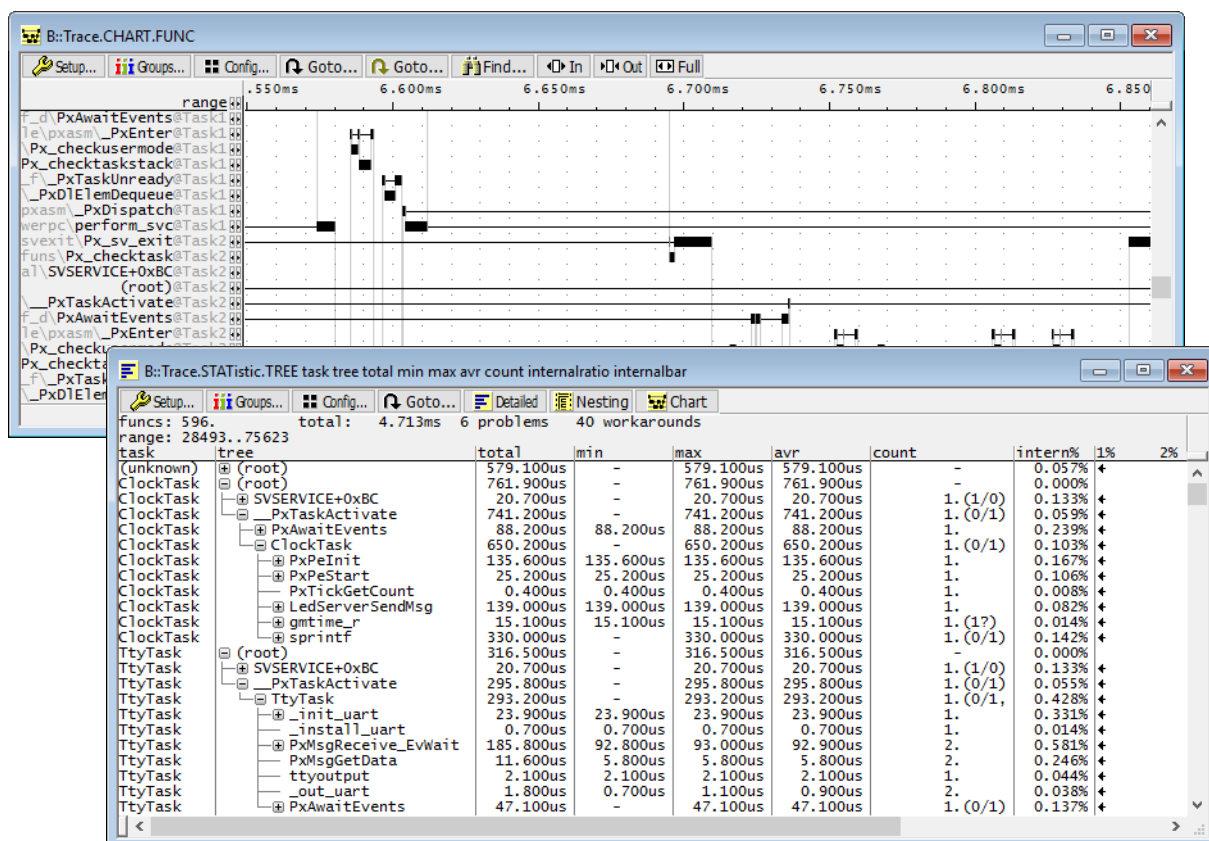 B::Trace.CHART.FUNC
Setup... Groups... Config... Goto... Goto... Find... In Out Full
.550ms 6.600ms 6.650ms 6.700ms 6.750ms 6.800ms 6.850
range
f_d\PxAwaitEvents@Task1
le\pxasm\_PxEnter@Task1
\Px_checkusermode@Task1
Px_checktaskstack@Task1
_f\_PxTaskUnready@Task1
\_PxDlElemDequeue@Task1
pxasm\_PxDispatch@Task1
werpc\perform_svc@Task1
svexit\Px_sv_exit@Task2
funs\Px_checktask@Task2
al\SVSERVICE+0xBC@Task2
(root)@Task2
\__PxTaskActivate@Task2
f_d\PxAwaitEvents@Task2
le\pxasm\_PxEnter@Task2
Px_checkt
_f\_PxTask
\_PxDlElem
B::Trace.STATistic.TREE task tree total min max avr count internalratio internalbar
Setup... Groups... Config... Goto... Detailed Nesting Chart
funcs: 596. total: 4.713ms 6 problems 40 workarounds
range: 28493..75623
task tree total min max avr count intern% 1% 2%
(unknown) (root) 579.100us - 579.100us 579.100us - 0.057%
ClockTask (root) 761.900us - 761.900us 761.900us - 0.000%
ClockTask SVSERVICE+0xBC 20.700us - 20.700us 20.700us 1.(1/0) 0.133%
ClockTask __PxTaskActivate 741.200us - 741.200us 741.200us 1.(0/1) 0.059%
ClockTask PxAwaitEvents 88.200us 88.200us 88.200us 88.200us 1. 0.239%
ClockTask ClockTask 650.200us - 650.200us 650.200us 1.(0/1) 0.103%
ClockTask PxPeInit 135.600us 135.600us 135.600us 135.600us 1. 0.167%
ClockTask PxPeStart 25.200us 25.200us 25.200us 25.200us 1. 0.106%
ClockTask PxTickGetCount 0.400us 0.400us 0.400us 0.400us 1. 0.008%
ClockTask LedServerSendMsg 139.000us 139.000us 139.000us 139.000us 1. 0.082%
ClockTask gmtime_r 15.100us 15.100us 15.100us 15.100us 1.(1?) 0.014%
ClockTask sprintf 330.000us - 330.000us 330.000us 1.(0/1) 0.142%
TtyTask (root) 316.500us - 316.500us 316.500us - 0.000%
TtyTask SVSERVICE+0xBC 20.700us - 20.700us 20.700us 1.(1/0) 0.133%
TtyTask __PxTaskActivate 295.800us - 295.800us 295.800us 1.(0/1) 0.055%
TtyTask TtyTask 293.200us - 293.200us 293.200us 1.(0/1, 0.428%
TtyTask _init_uart 23.900us 23.900us 23.900us 23.900us 1. 0.331%
TtyTask _install_uart 0.700us 0.700us 0.700us 0.700us 1. 0.014%
TtyTask PxMsgReceive_EvWait 185.800us 92.800us 93.000us 92.900us 2. 0.581%
TtyTask PxMsgGetData 11.600us 5.800us 5.800us 5.800us 2. 0.246%
TtyTask ttyoutput 2.100us 2.100us 2.100us 2.100us 1. 0.044%
TtyTask _out_uart 1.800us 0.700us 1.100us 0.900us 2. 0.038%
TtyTask PxAwaitEvents 47.100us - 47.100us 47.100us 1.(0/1) 0.137%